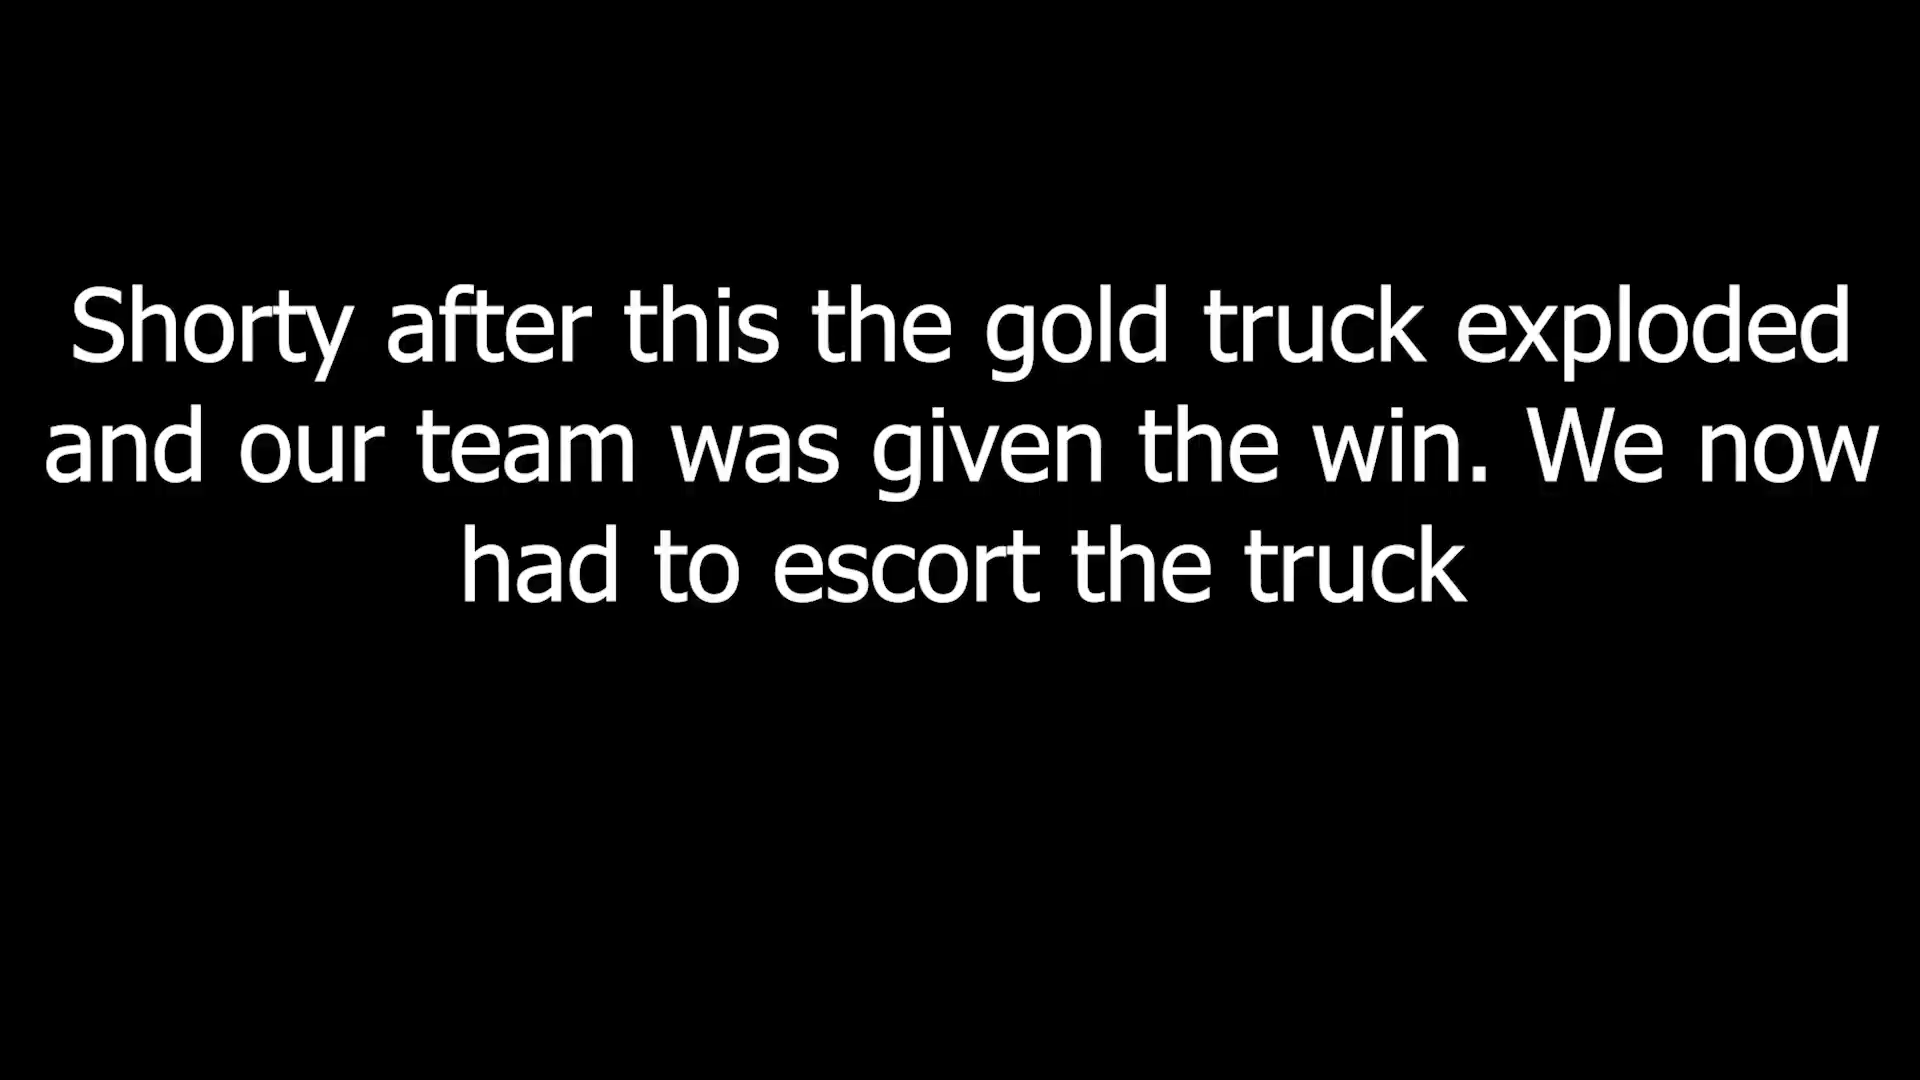 Shorty after this the gold truck exploded
and our team was given the win. We now
had to escort the truck